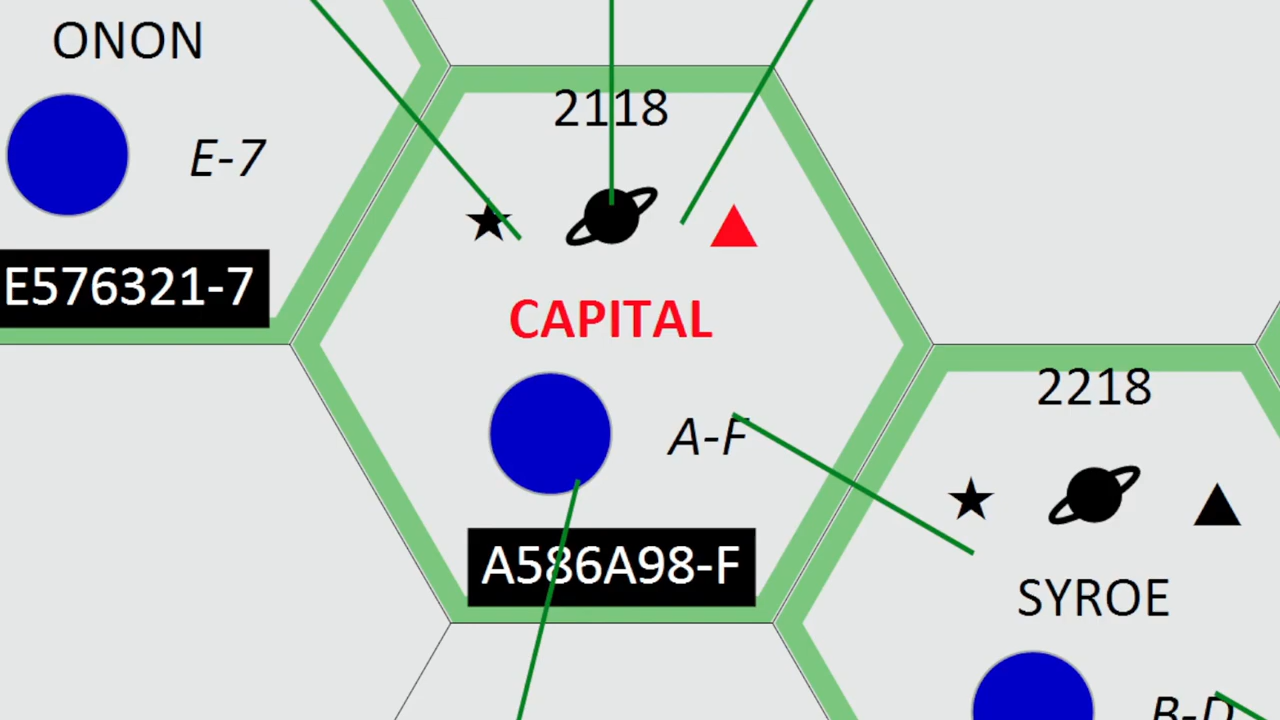 ONON
E-7
E576321-7
2118
CAPITAL
A-F
A586A98-F
2218
SYROE
B-D